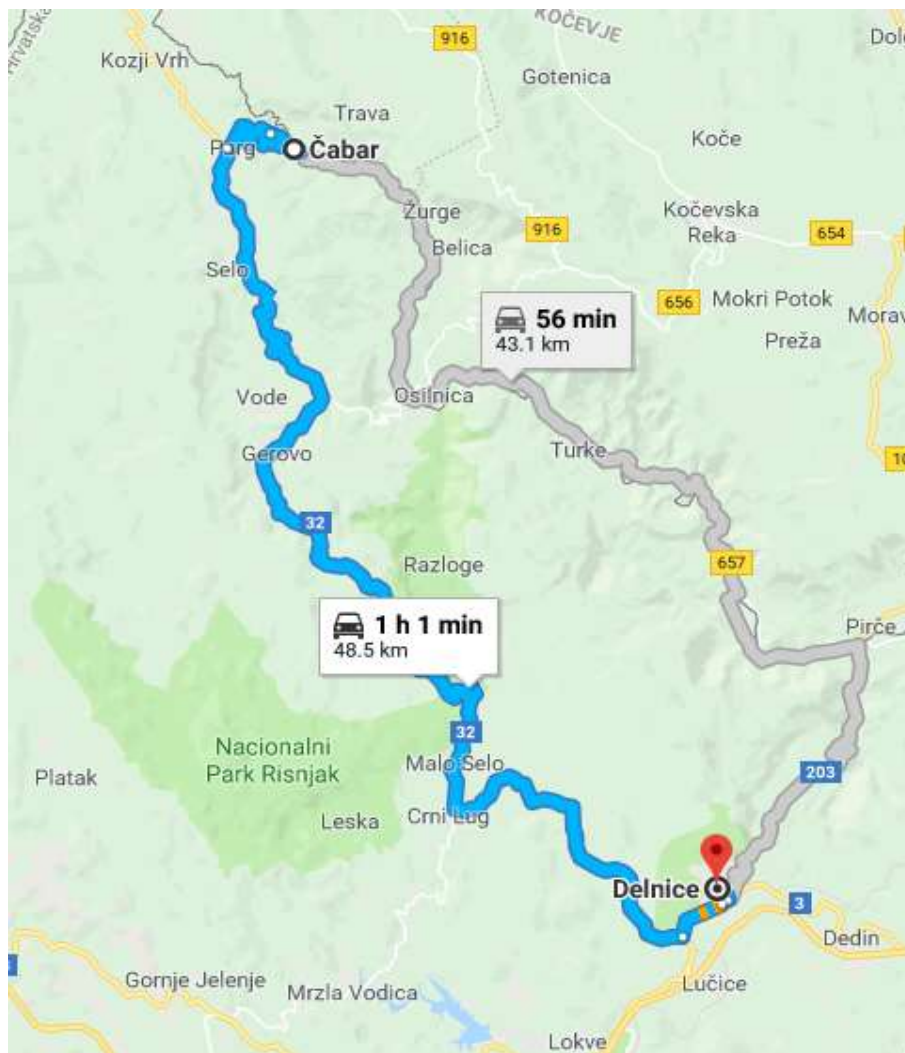 Hrvatska
KOČEVJE
916
Dol
Kozji Vrh
Gotenica
Trava
Koče
Parg
Čabar
Žurge
Kočevska
Reka
916
654
Belica
Selo
656
Mokri Potok
Morav
56 min
43.1 km
Preža
Vode
Osilnica
Gerovo
Turke
10
32
Razloge
657
1 h 1 min
48.5 km
Pirče
32
Nacionalni
Park Risnjak
Malo Selo
Platak
203
Leska
Crni Lug
Delnice
3
Dedin
Gornje Jelenje
Mrzla Vodica
Lučice
Lokve